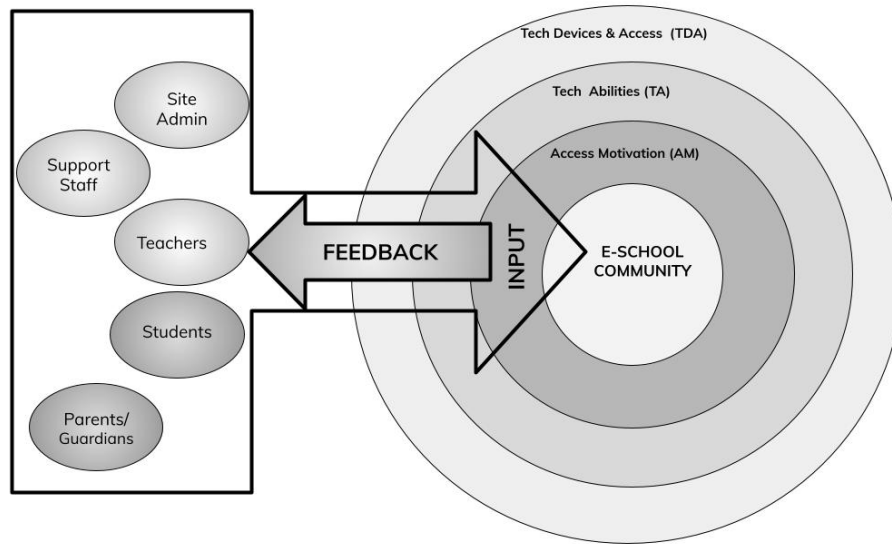 Tech Devices & Access (TDA)
Tech Abilities (TA)
Access Motivation (AM)
E-SCHOOL
COMMUNITY
INPUT
FEEDBACK
Site
Admin
Support
Staff
Teachers
Students
Parents/
Guardians